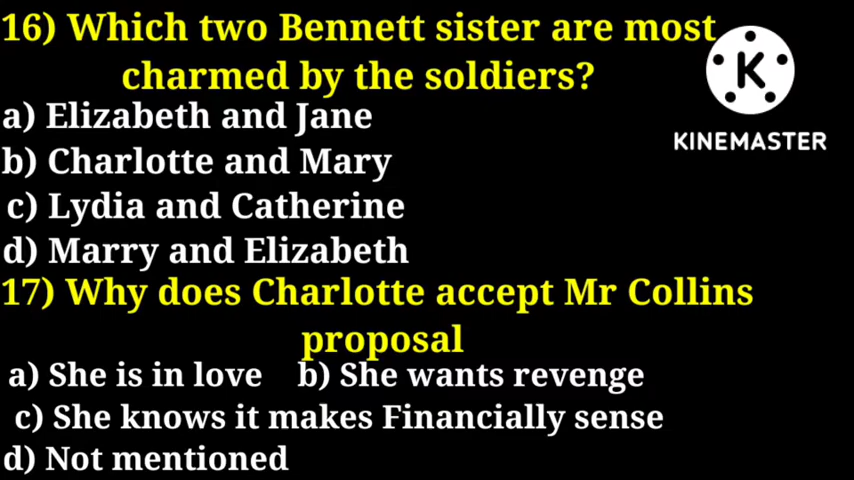 16) Which two Bennett sister are most
charmed by the soldiers?
a) Elizabeth and Jane
b) Charlotte and Mary
c) Lydia and Catherine
d) Marry and Elizabeth
17) Why does Charlotte accept Mr Collins
proposal
a) She is in love b) She wants revenge
c) She knows it makes Financially sense
d) Not mentioned
K
KINEMASTER